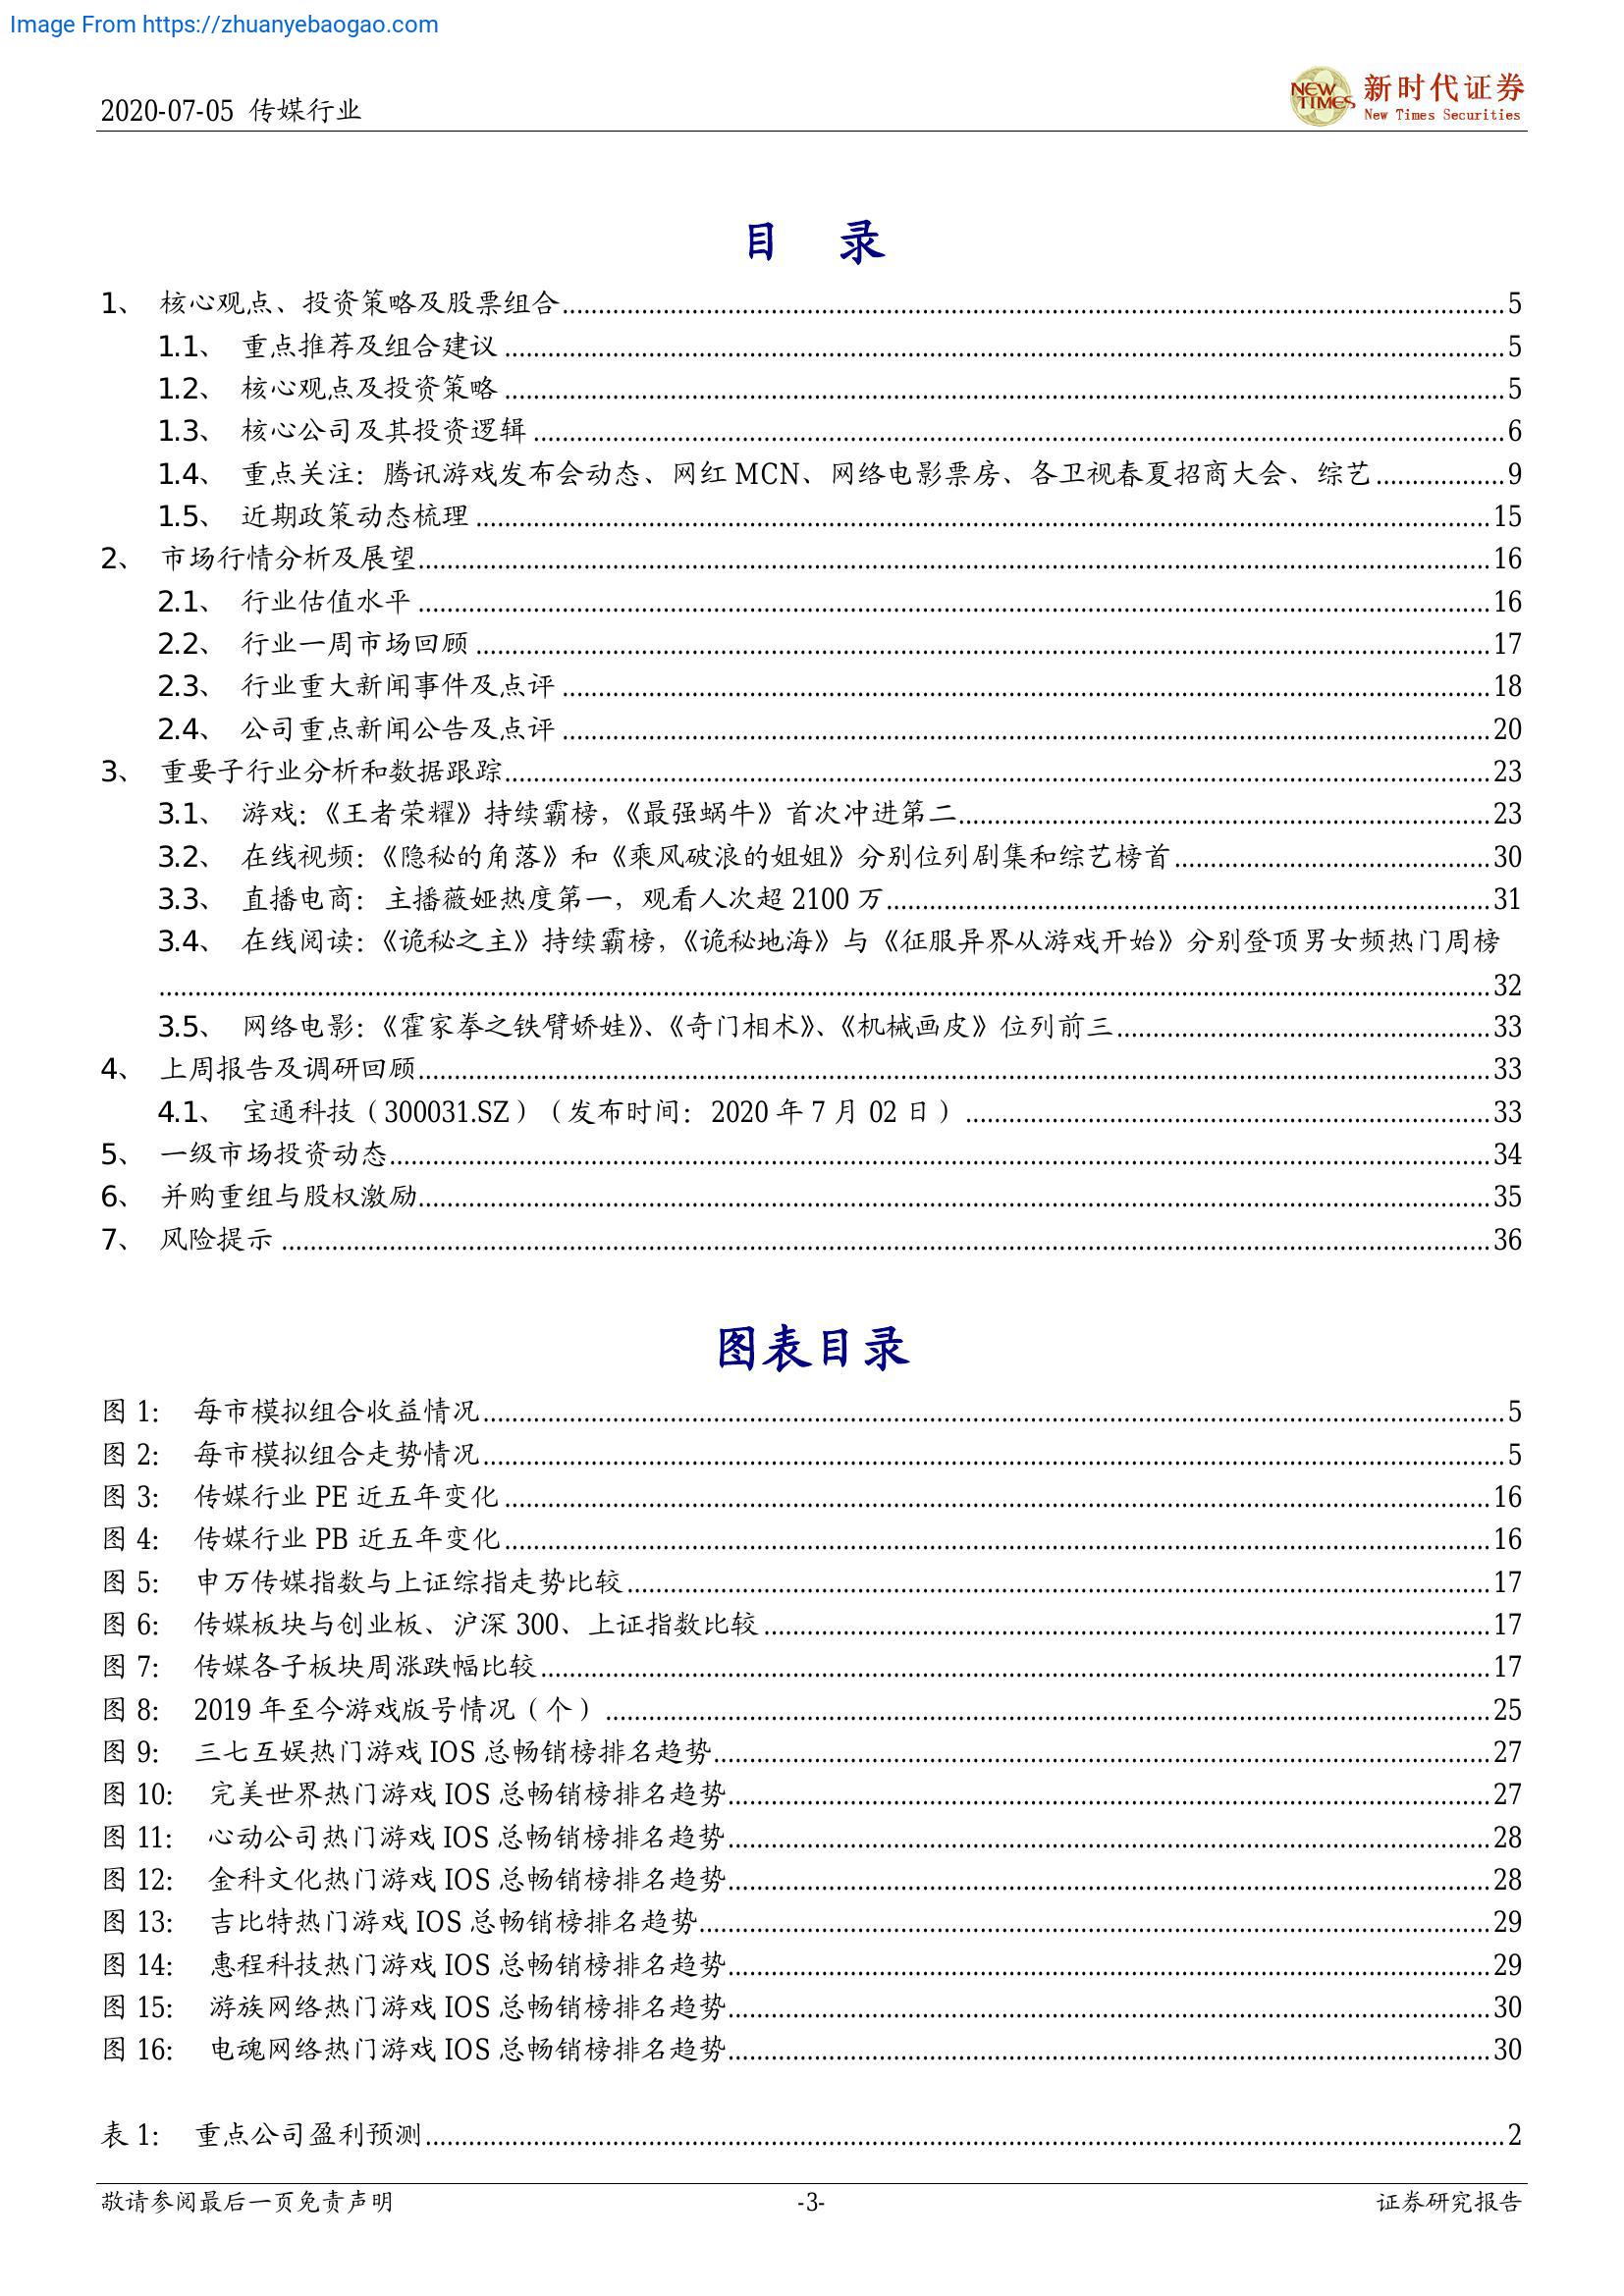 Image From https://zhuanyebaogao.com
2020-07-05 传媒行业
NEW TIMES
新时代证券
New Times Securities
目 录
1、 核心观点、投资策略及股票组合 5
1.1、 重点推荐及组合建议 5
1.2、 核心观点及投资策略 5
1.3、 核心公司及其投资逻辑 6
1.4、 重点关注：腾讯游戏发布会动态、网红 MCN、网络电影票房、各卫视春夏招商大会、综艺 9
1.5、 近期政策动态梳理 15
2、 市场行情分析及展望 16
2.1、 行业估值水平 16
2.2、 行业一周市场回顾 17
2.3、 行业重大新闻事件及点评 18
2.4、 公司重点新闻公告及点评 20
3、 重要子行业分析和数据跟踪 23
3.1、 游戏：《王者荣耀》持续霸榜，《最强蜗牛》首次冲进第二 23
3.2、 在线视频：《隐秘的角落》和《乘风破浪的姐姐》分别位列剧集和综艺榜首 30
3.3、 直播电商：主播薇娅热度第一，观看人次超 2100 万 31
3.4、 在线阅读：《诡秘之主》持续霸榜，《诡秘地海》与《征服异界从游戏开始》分别登顶男女频热门周榜
32
3.5、 网络电影：《霍家拳之铁臂娇娃》、《奇门相术》、《机械画皮》位列前三 33
4、 上周报告及调研回顾 33
4.1、 宝通科技（300031.SZ）（发布时间：2020 年 7 月 02 日） 33
5、 一级市场投资动态 34
6、 并购重组与股权激励 35
7、 风险提示 36
图表目录
图 1： 每市模拟组合收益情况 5
图 2： 每市模拟组合走势情况 5
图 3： 传媒行业 PE 近五年变化 16
图 4： 传媒行业 PB 近五年变化 16
图 5： 申万传媒指数与上证综指走势比较 17
图 6： 传媒板块与创业板、沪深 300、上证指数比较 17
图 7： 传媒各子板块周涨跌幅比较 17
图 8： 2019 年至今游戏版号情况（个） 25
图 9： 三七互娱热门游戏 IOS 总畅销榜排名趋势 27
图 10： 完美世界热门游戏 IOS 总畅销榜排名趋势 27
图 11： 心动公司热门游戏 IOS 总畅销榜排名趋势 28
图 12： 金科文化热门游戏 IOS 总畅销榜排名趋势 28
图 13： 吉比特热门游戏 IOS 总畅销榜排名趋势 29
图 14： 惠程科技热门游戏 IOS 总畅销榜排名趋势 29
图 15： 游族网络热门游戏 IOS 总畅销榜排名趋势 30
图 16： 电魂网络热门游戏 IOS 总畅销榜排名趋势 30
表 1： 重点公司盈利预测 2
敬请参阅最后一页免责声明 -3- 证券研究报告